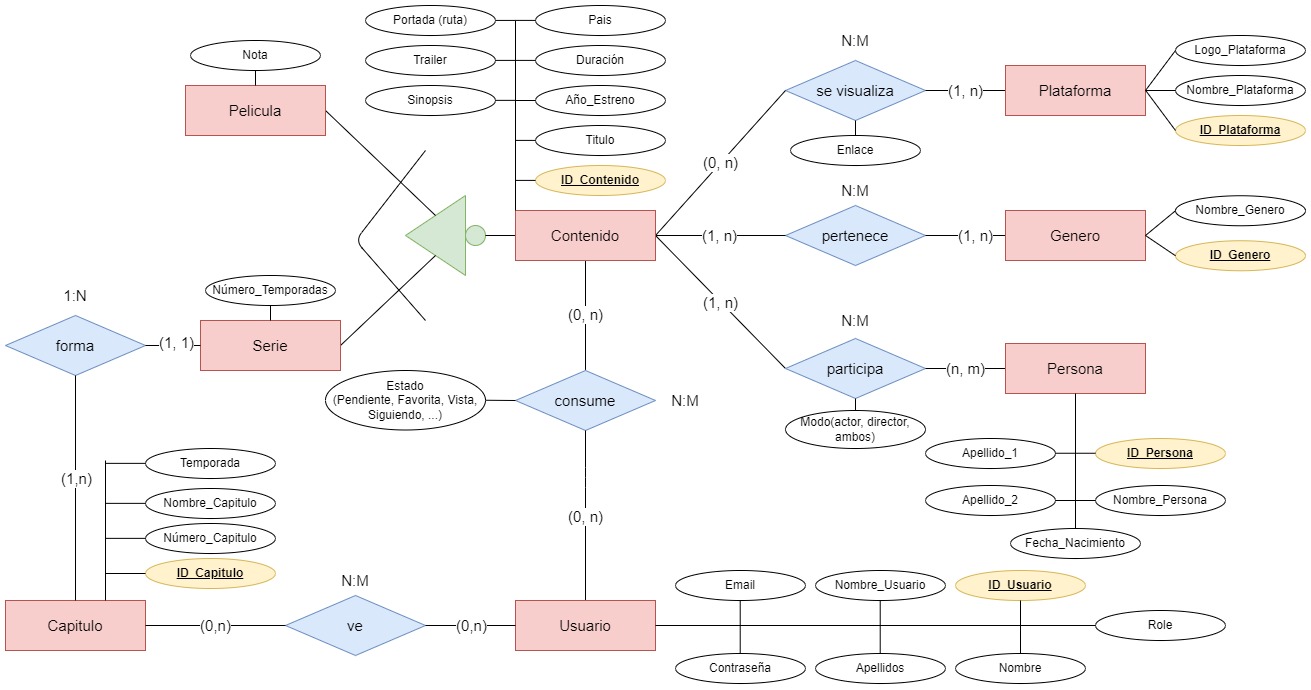 Portada (ruta)
Pais
N:M
Nota
Trailer
Duración
Logo_Plataforma
Pelicula
Sinopsis
Año_Estreno
se visualiza
(1, n)
Plataforma
Nombre_Plataforma
Titulo
Enlace
ID_Plataforma
(0, n)
ID_Contenido
N:M
Nombre_Genero
Contenido
(1, n)
pertenece
(1, n)
Genero
ID_Genero
Número_Temporadas
1:N
(0, n)
(1, n)
N:M
forma
(1, 1)
Serie
participa
(n, m)
Persona
Estado
(Pendiente, Favorita, Vista,
Siguiendo, ...)
consume
N:M
Modo(actor, director,
ambos)
Temporada
Apellido_1
ID_Persona
(1,n)
Nombre_Capitulo
Apellido_2
Nombre_Persona
(0, n)
Número_Capitulo
Fecha_Nacimiento
ID_Capitulo
N:M
Email
Nombre_Usuario
ID_Usuario
Capitulo
(0,n)
ve
(0,n)
Usuario
Role
Contraseña
Apellidos
Nombre